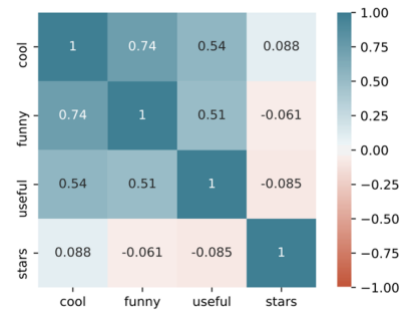 cool 1 0.74 0.54 0.088
funny 0.74 1 0.51 -0.061
useful 0.54 0.51 1 -0.085
stars 0.088 -0.061 -0.085 1
cool funny useful stars
1.00
0.75
0.50
0.25
0.00
−0.25
−0.50
−0.75
−1.00